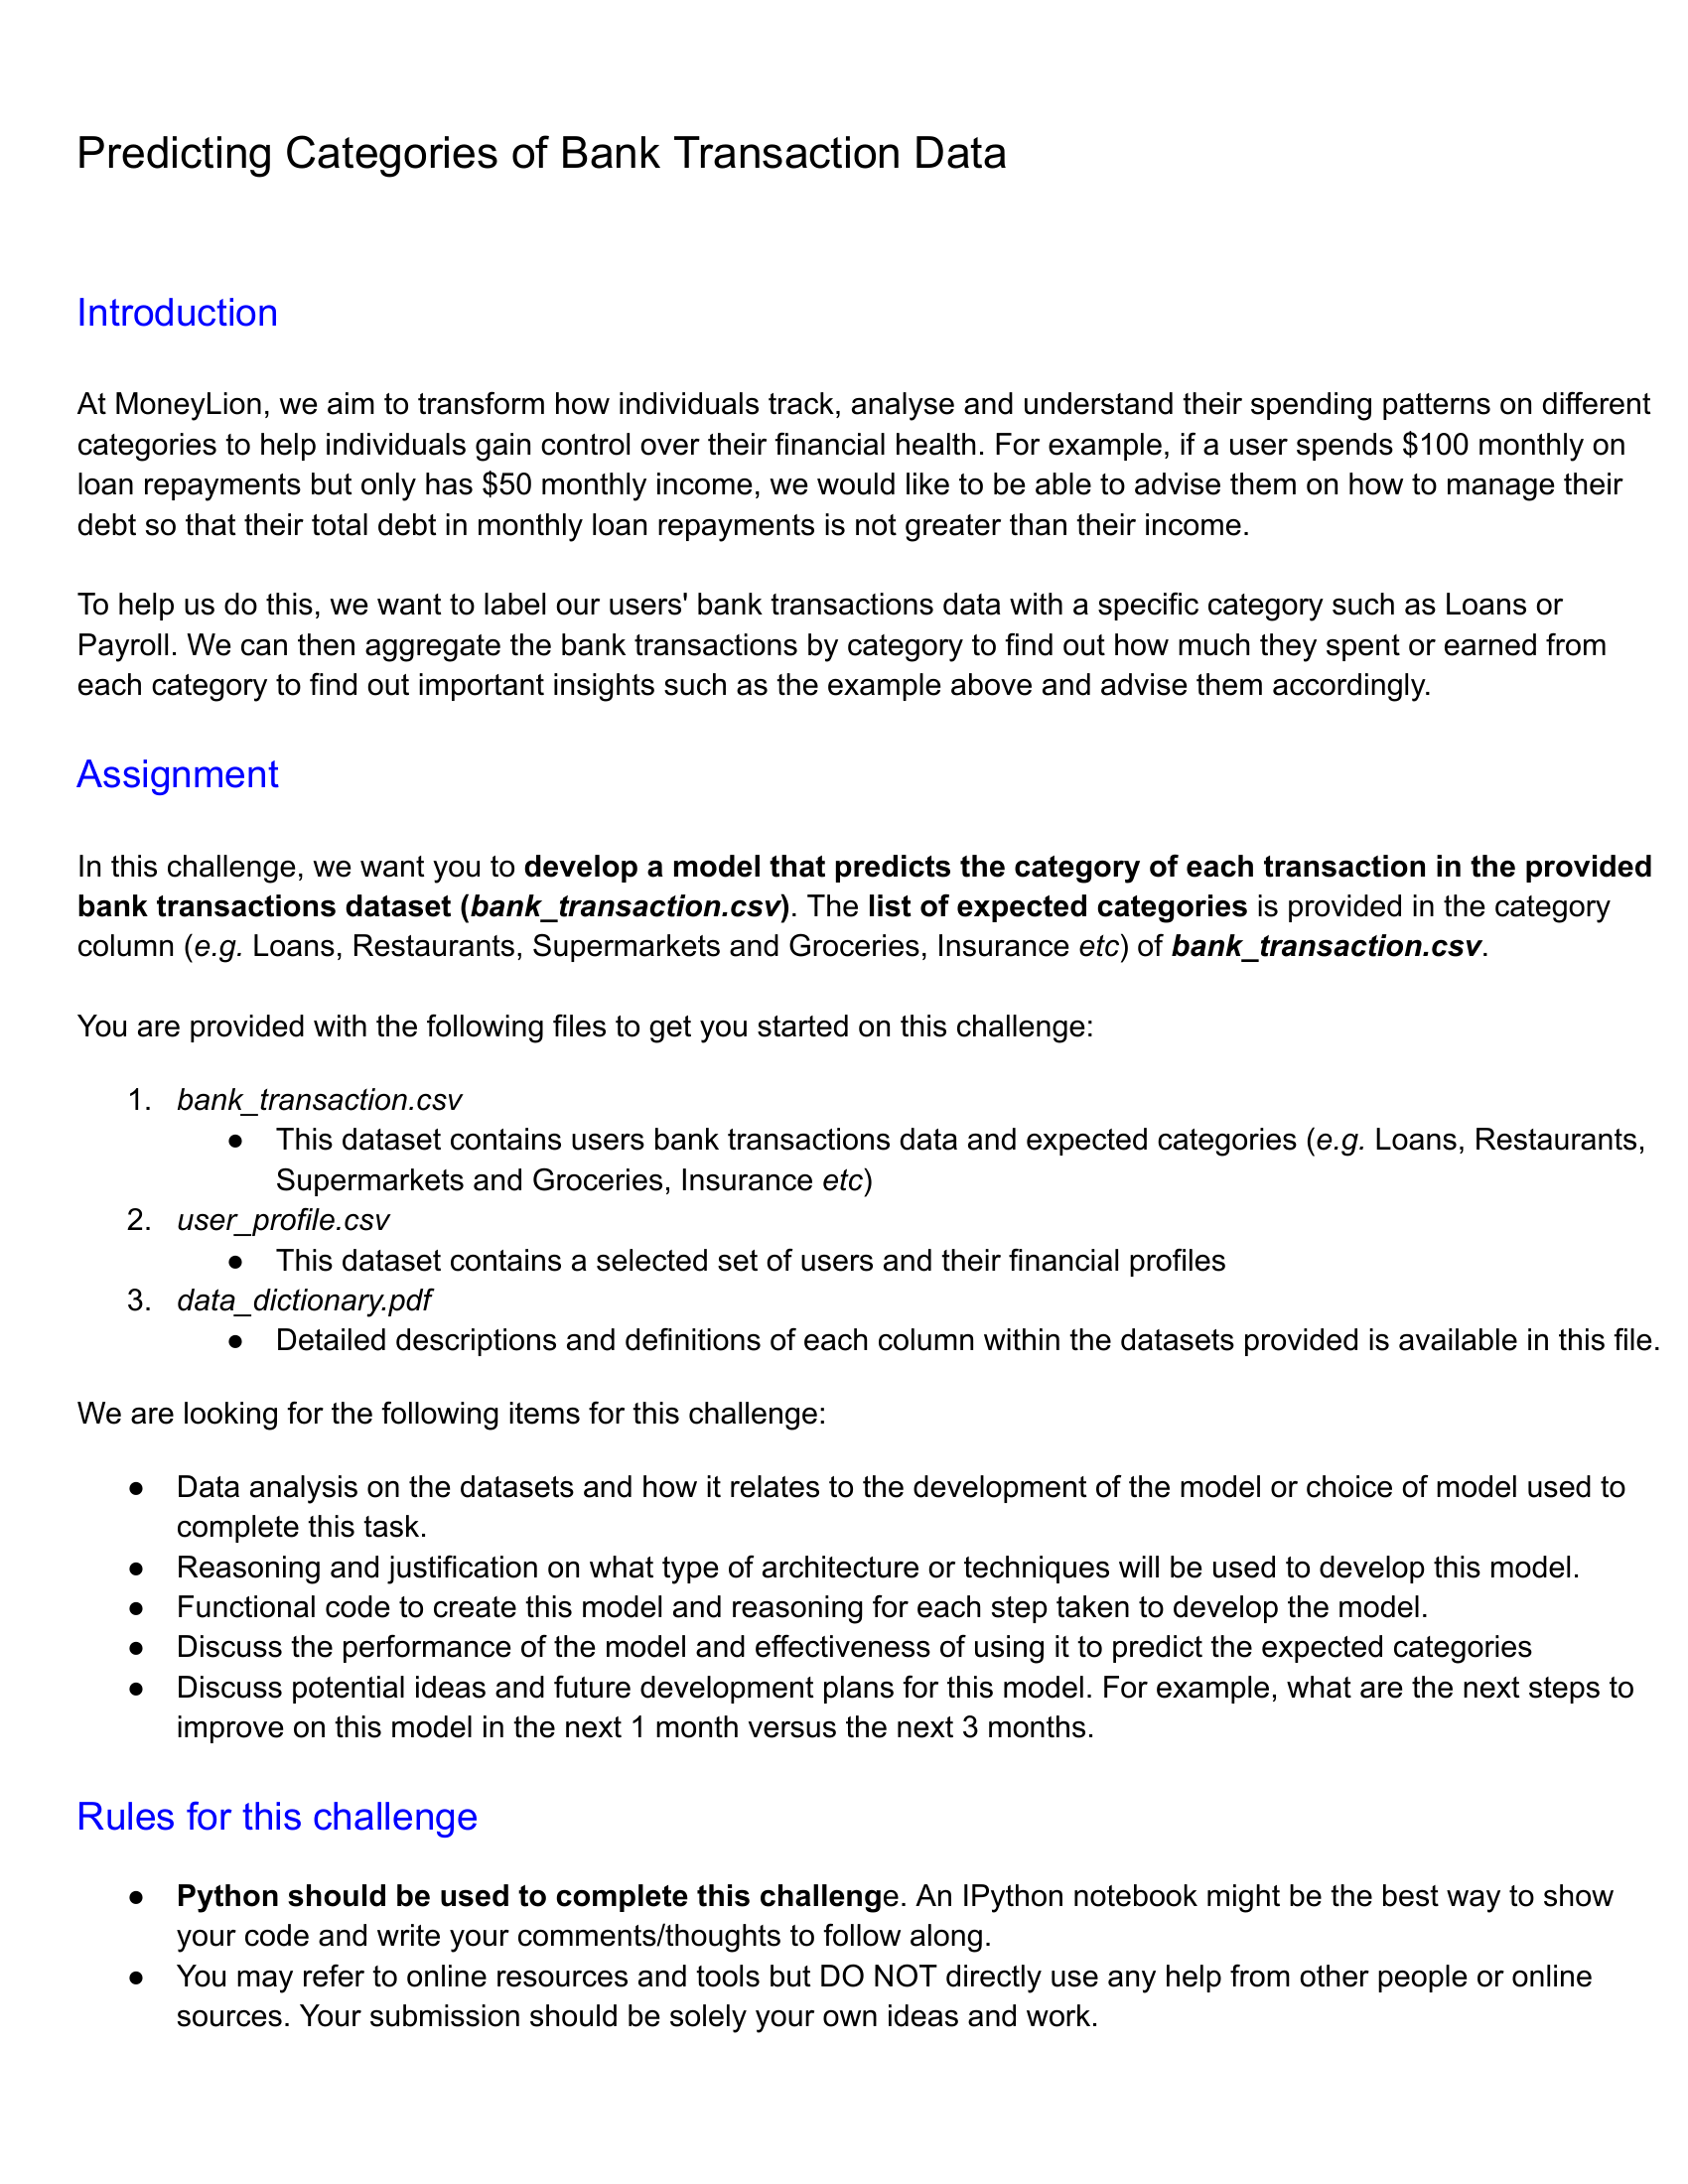 Predicting Categories of Bank Transaction Data
Introduction
At MoneyLion, we aim to transform how individuals track, analyse and understand their spending patterns on different
categories to help individuals gain control over their financial health. For example, if a user spends $100 monthly on
loan repayments but only has $50 monthly income, we would like to be able to advise them on how to manage their
debt so that their total debt in monthly loan repayments is not greater than their income.
To help us do this, we want to label our users' bank transactions data with a specific category such as Loans or
Payroll. We can then aggregate the bank transactions by category to find out how much they spent or earned from
each category to find out important insights such as the example above and advise them accordingly.
Assignment
In this challenge, we want you to develop a model that predicts the category of each transaction in the provided
bank transactions dataset (bank_transaction.csv). The list of expected categories is provided in the category
column (e.g. Loans, Restaurants, Supermarkets and Groceries, Insurance etc) of bank_transaction.csv.
You are provided with the following files to get you started on this challenge:
1. bank_transaction.csv
● This dataset contains users bank transactions data and expected categories (e.g. Loans, Restaurants,
Supermarkets and Groceries, Insurance etc)
2. user_profile.csv
● This dataset contains a selected set of users and their financial profiles
3. data_dictionary.pdf
● Detailed descriptions and definitions of each column within the datasets provided is available in this file.
We are looking for the following items for this challenge:
● Data analysis on the datasets and how it relates to the development of the model or choice of model used to
complete this task.
● Reasoning and justification on what type of architecture or techniques will be used to develop this model.
● Functional code to create this model and reasoning for each step taken to develop the model.
● Discuss the performance of the model and effectiveness of using it to predict the expected categories
● Discuss potential ideas and future development plans for this model. For example, what are the next steps to
improve on this model in the next 1 month versus the next 3 months.
Rules for this challenge
● Python should be used to complete this challenge. An IPython notebook might be the best way to show
your code and write your comments/thoughts to follow along.
● You may refer to online resources and tools but DO NOT directly use any help from other people or online
sources. Your submission should be solely your own ideas and work.